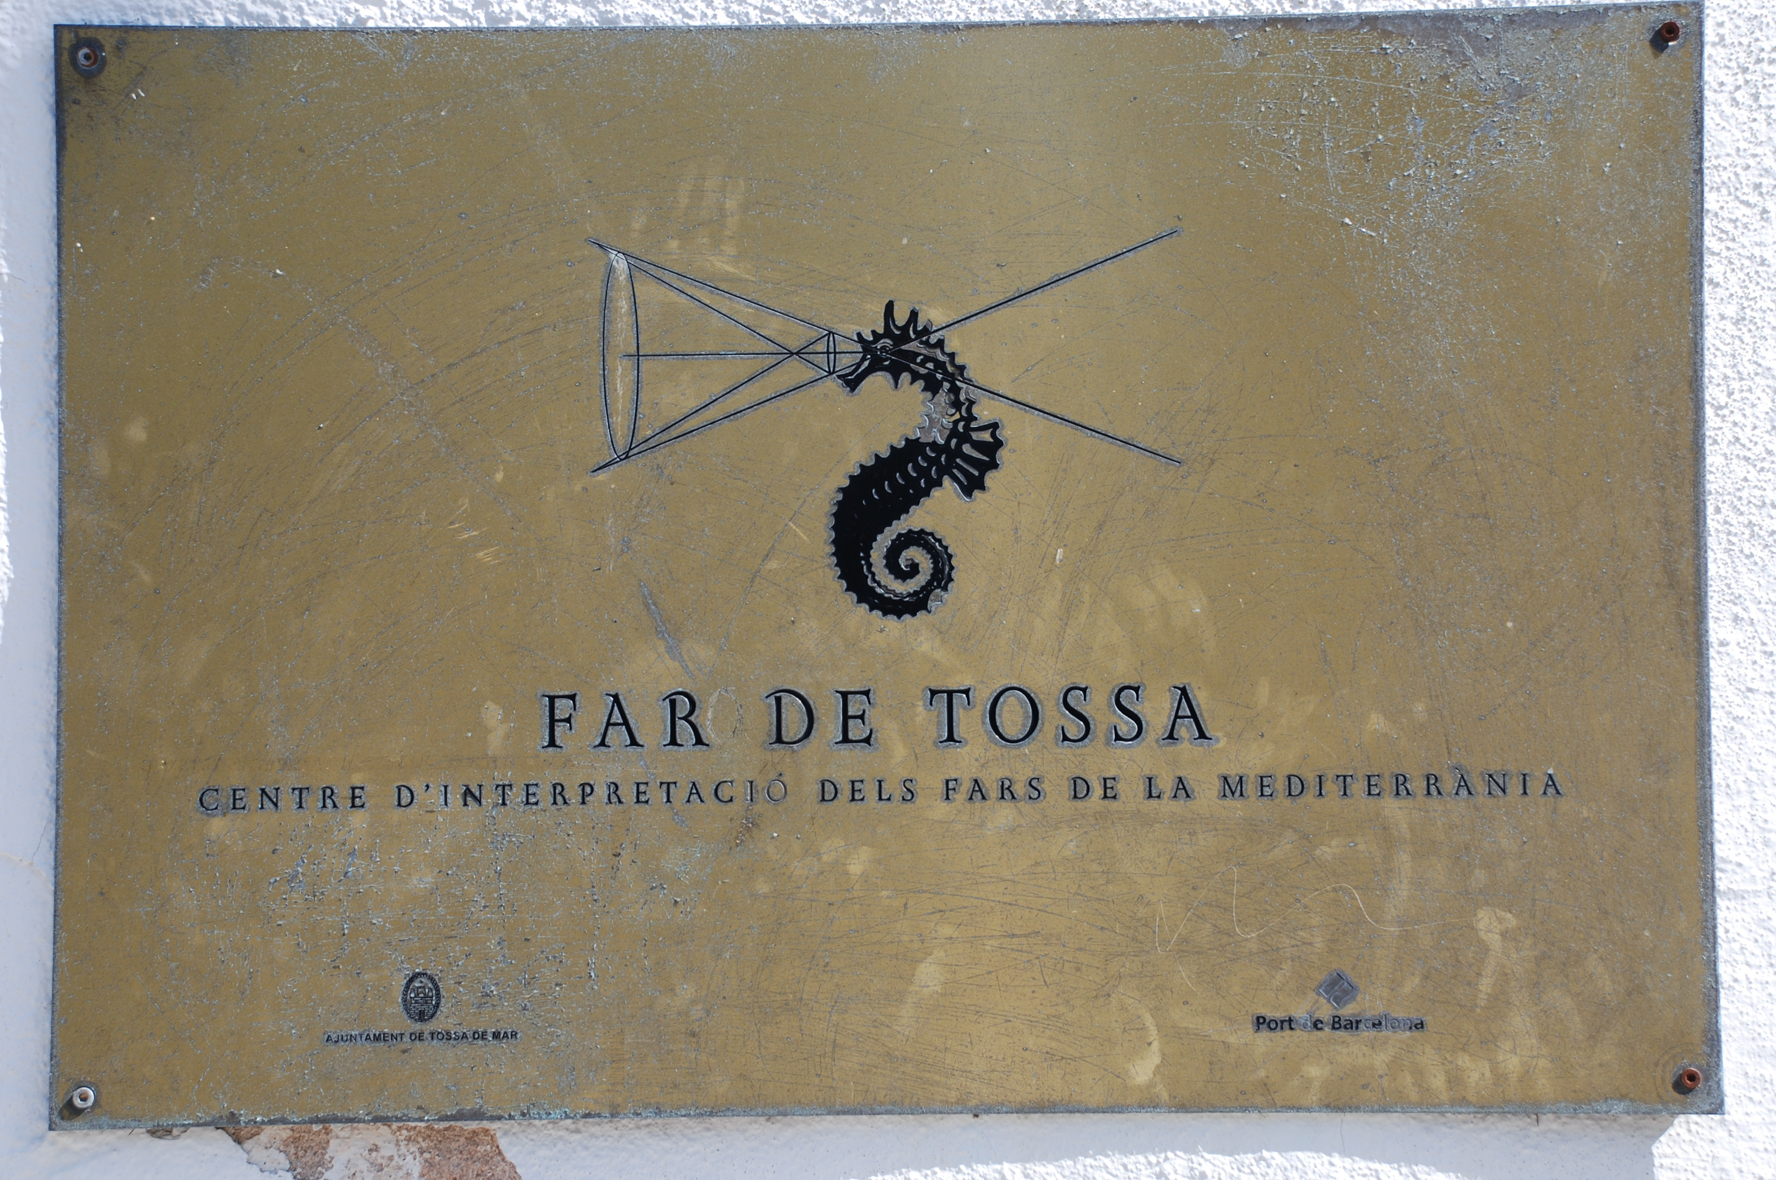 FAR DE TOSSA
CENTRE D'INTERPRETACIÓ DELS FARS DE LA MEDITERRÀNIA
AJUNTAMENT DE TOSSA DE MAR
Port de Barcelona